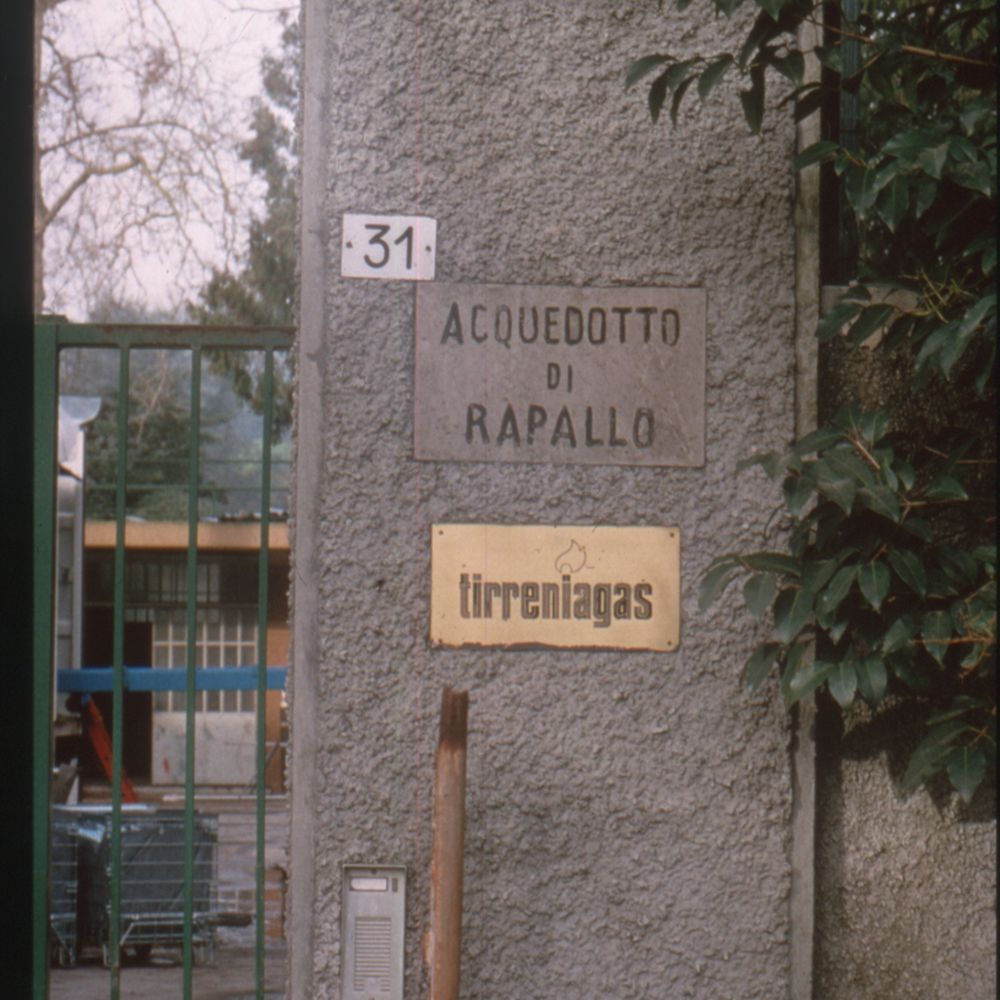 31
ACQUEDOTTO
DI
RAPALLO
tirreniagas